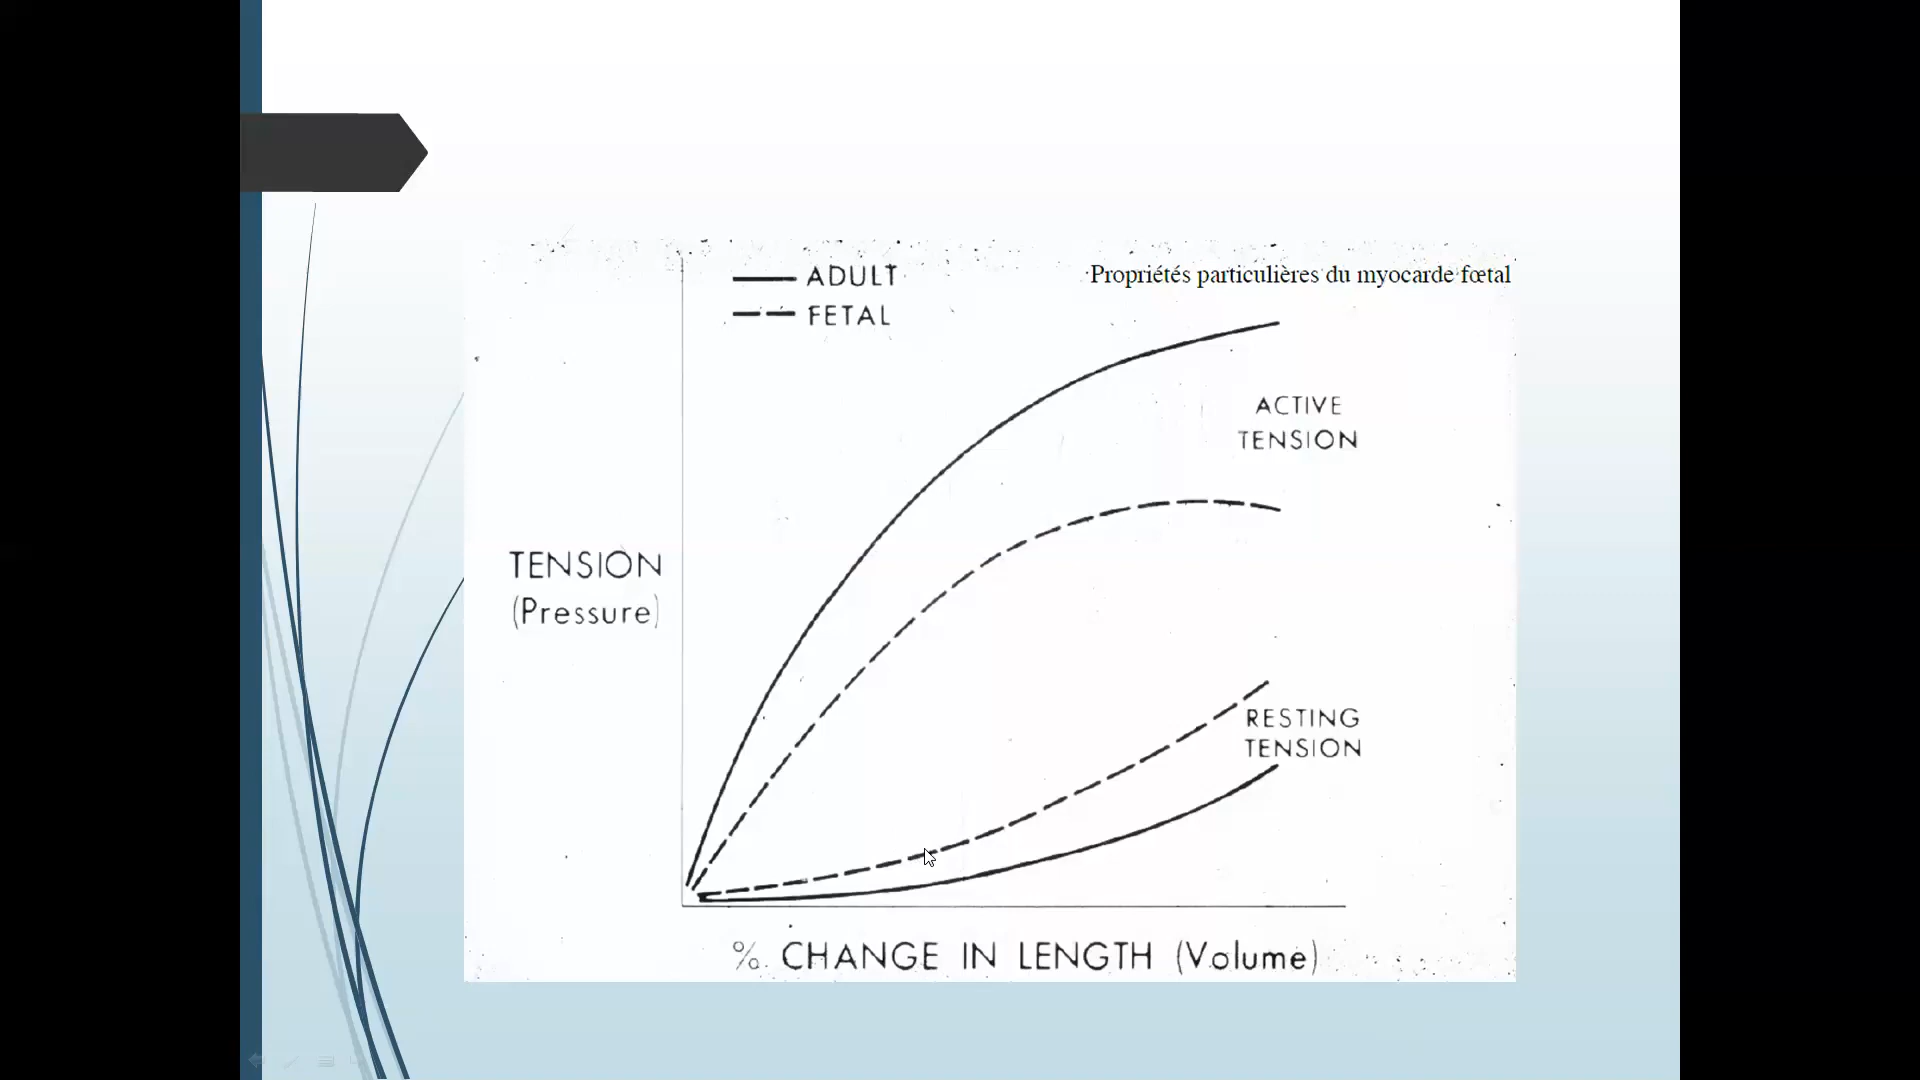 ADULT
FETAL
Propriétés particulières du myocarde fœtal
ACTIVE
TENSION
TENSION
(Pressure)
RESTING
TENSION
% CHANGE IN LENGTH (Volume)